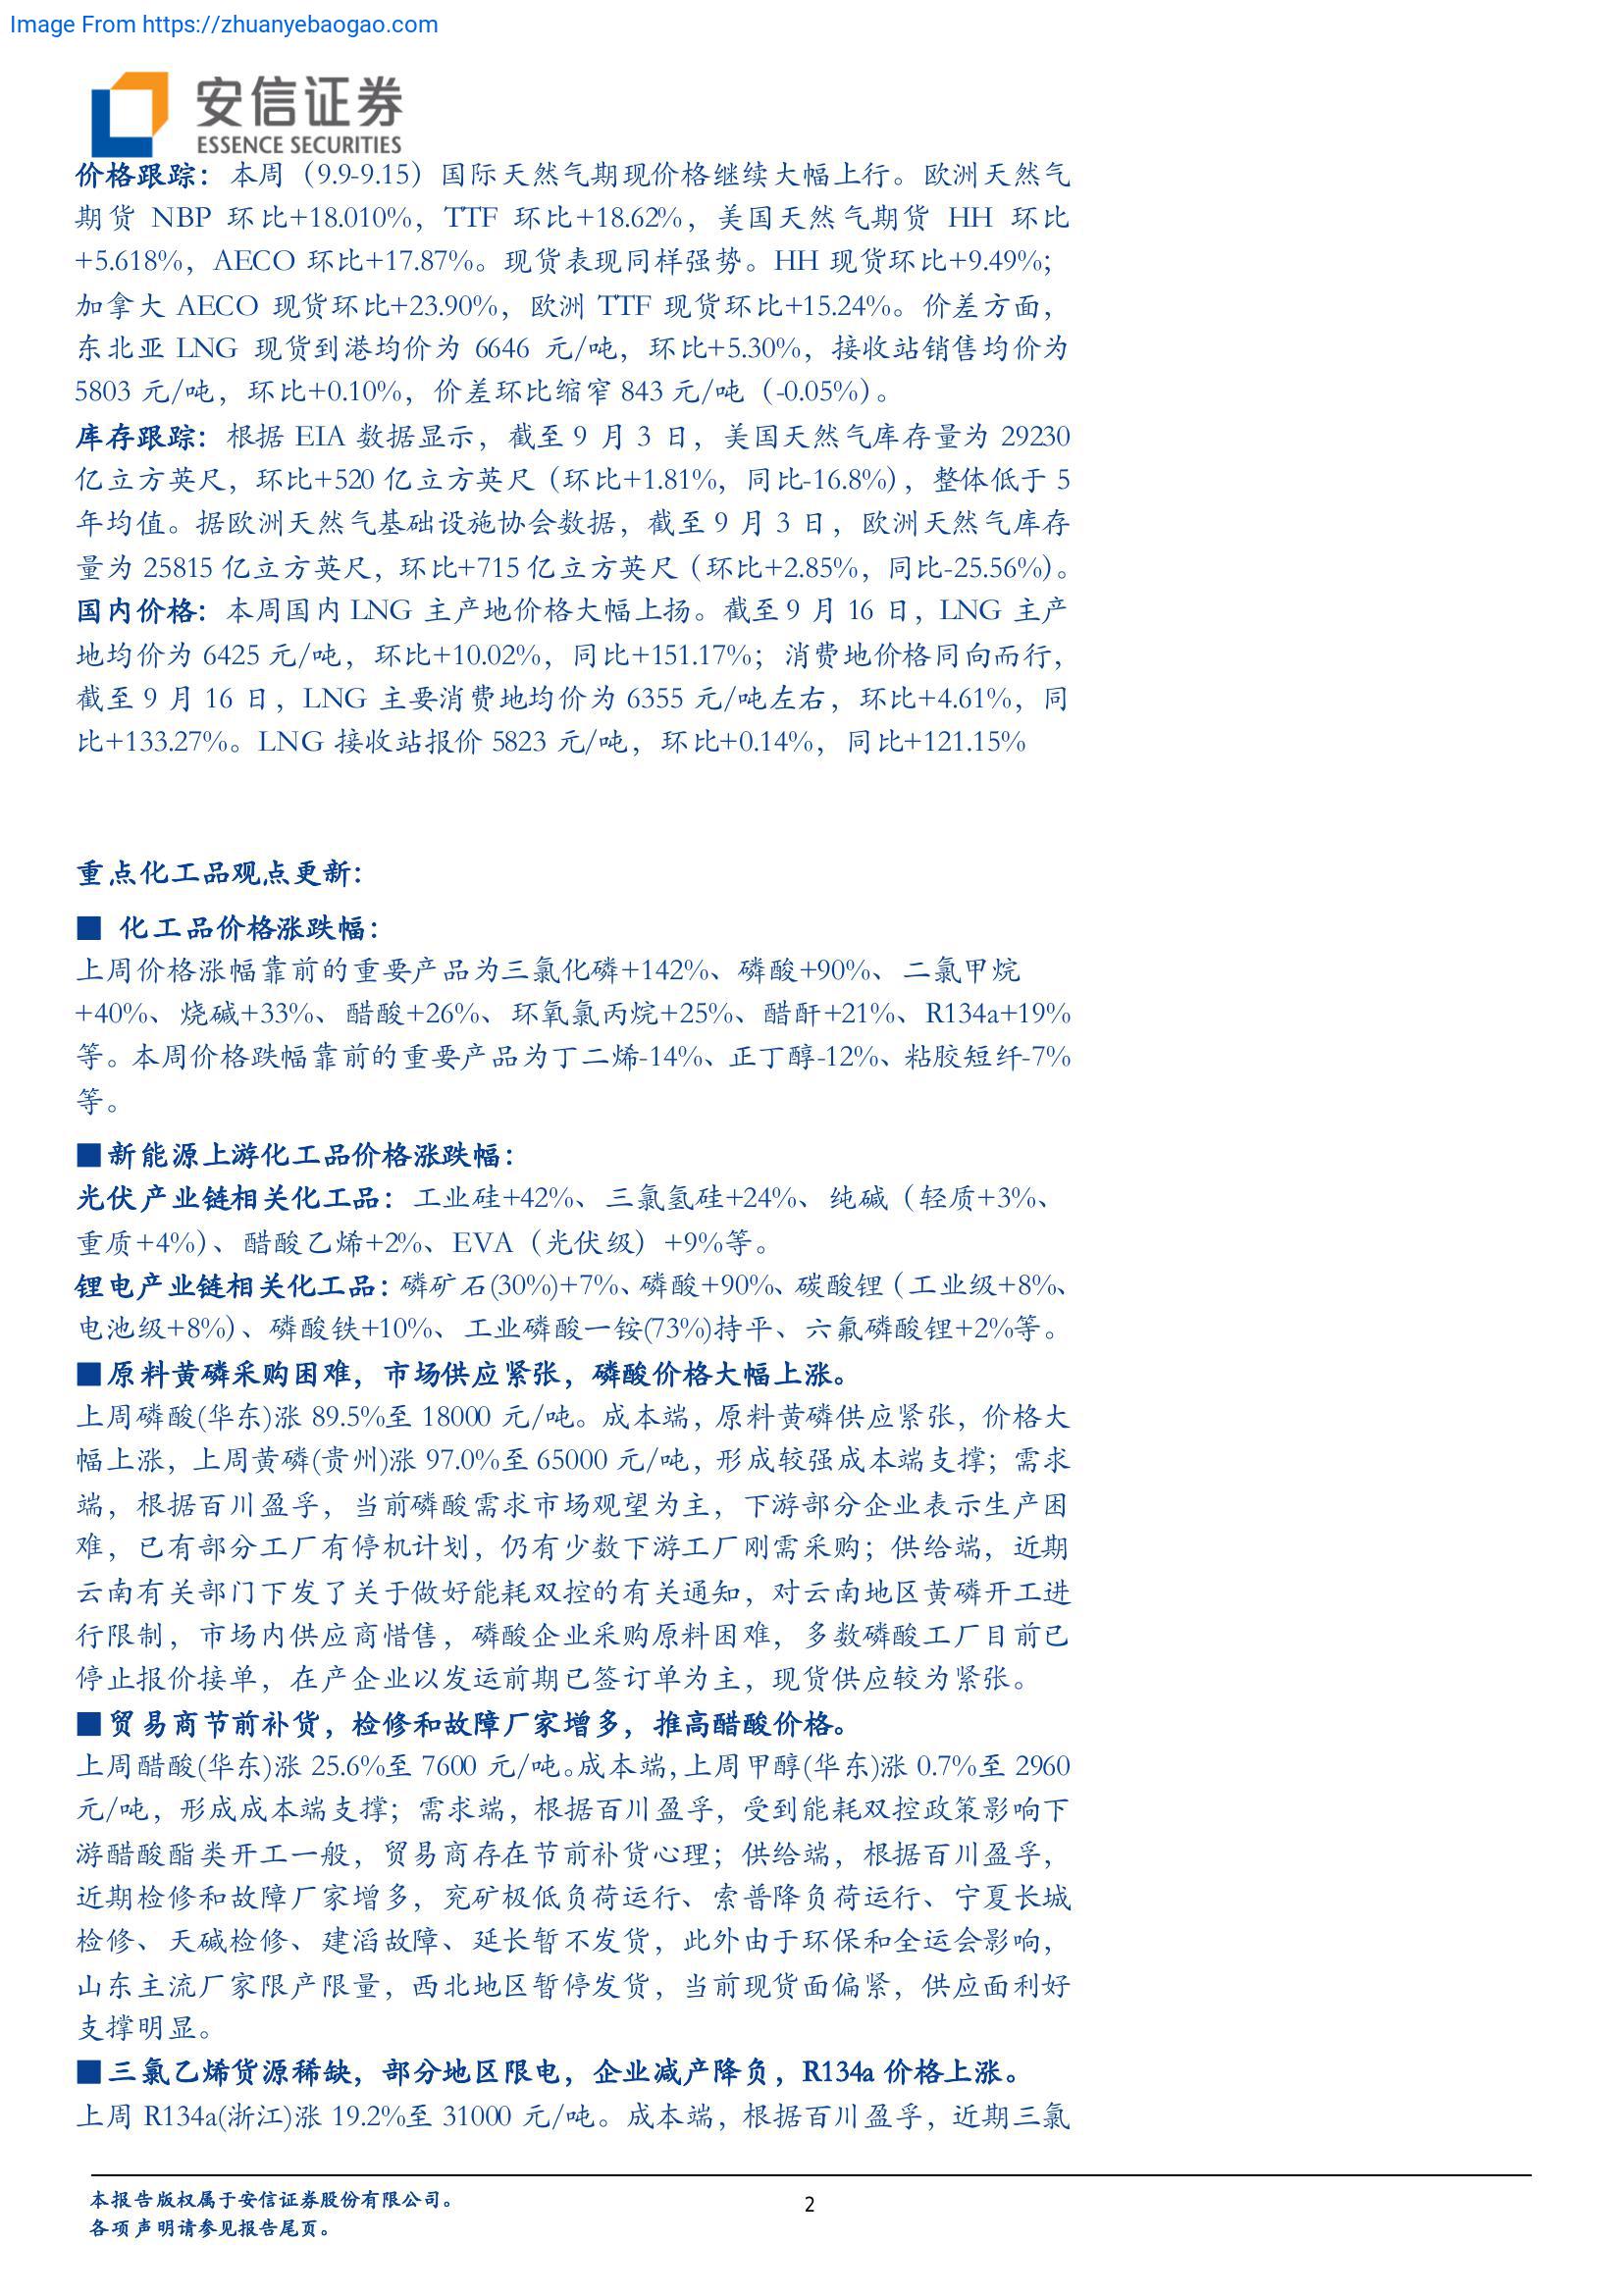 Image From https://zhuanyebaogao.com
安信证券
ESSENCE SECURITIES
价格跟踪：本周（9.9-9.15）国际天然气期现价格继续大幅上行。欧洲天然气
期货 NBP 环比+18.010%，TTF 环比+18.62%，美国天然气期货 HH 环比
+5.618%，AECO 环比+17.87%。现货表现同样强势。HH 现货环比+9.49%；
加拿大 AECO 现货环比+23.90%，欧洲 TTF 现货环比+15.24%。价差方面，
东北亚 LNG 现货到港均价为 6646 元/吨，环比+5.30%，接收站销售均价为
5803 元/吨，环比+0.10%，价差环比缩窄 843 元/吨（-0.05%）。
库存跟踪：根据 EIA 数据显示，截至 9 月 3 日，美国天然气库存量为 29230
亿立方英尺，环比+520 亿立方英尺（环比+1.81%，同比-16.8%），整体低于 5
年均值。据欧洲天然气基础设施协会数据，截至 9 月 3 日，欧洲天然气库存
量为 25815 亿立方英尺，环比+715 亿立方英尺（环比+2.85%，同比-25.56%）。
国内价格：本周国内 LNG 主产地价格大幅上扬。截至 9 月 16 日，LNG 主产
地均价为 6425 元/吨，环比+10.02%，同比+151.17%；消费地价格同向而行，
截至 9 月 16 日，LNG 主要消费地均价为 6355 元/吨左右，环比+4.61%，同
比+133.27%。LNG 接收站报价 5823 元/吨，环比+0.14%，同比+121.15%
重点化工品观点更新：
■ 化工品价格涨跌幅：
上周价格涨幅靠前的重要产品为三氯化磷+142%、磷酸+90%、二氯甲烷
+40%、烧碱+33%、醋酸+26%、环氧氯丙烷+25%、醋酐+21%、R134a+19%
等。本周价格跌幅靠前的重要产品为丁二烯-14%、正丁醇-12%、粘胶短纤-7%
等。
■新能源上游化工品价格涨跌幅：
光伏产业链相关化工品：工业硅+42%、三氯氢硅+24%、纯碱（轻质+3%、
重质+4%）、醋酸乙烯+2%、EVA（光伏级）+9%等。
锂电产业链相关化工品：磷矿石(30%)+7%、磷酸+90%、碳酸锂（工业级+8%、
电池级+8%）、磷酸铁+10%、工业磷酸一铵(73%)持平、六氟磷酸锂+2%等。
■原料黄磷采购困难，市场供应紧张，磷酸价格大幅上涨。
上周磷酸(华东)涨 89.5%至 18000 元/吨。成本端，原料黄磷供应紧张，价格大
幅上涨，上周黄磷(贵州)涨 97.0%至 65000 元/吨，形成较强成本端支撑；需求
端，根据百川盈孚，当前磷酸需求市场观望为主，下游部分企业表示生产困
难，已有部分工厂有停机计划，仍有少数下游工厂刚需采购；供给端，近期
云南有关部门下发了关于做好能耗双控的有关通知，对云南地区黄磷开工进
行限制，市场内供应商惜售，磷酸企业采购原料困难，多数磷酸工厂目前已
停止报价接单，在产企业以发运前期已签订单为主，现货供应较为紧张。
■贸易商节前补货，检修和故障厂家增多，推高醋酸价格。
上周醋酸(华东)涨 25.6%至 7600 元/吨。成本端，上周甲醇(华东)涨 0.7%至 2960
元/吨，形成成本端支撑；需求端，根据百川盈孚，受到能耗双控政策影响下
游醋酸酯类开工一般，贸易商存在节前补货心理；供给端，根据百川盈孚，
近期检修和故障厂家增多，兖矿极低负荷运行、索普降负荷运行、宁夏长城
检修、天碱检修、建滔故障、延长暂不发货，此外由于环保和全运会影响，
山东主流厂家限产限量，西北地区暂停发货，当前现货面偏紧，供应面利好
支撑明显。
■三氯乙烯货源稀缺，部分地区限电，企业减产降负，R134a 价格上涨。
上周 R134a(浙江)涨 19.2%至 31000 元/吨。成本端，根据百川盈孚，近期三氯
本报告版权属于安信证券股份有限公司。
各项声明请参见报告尾页。
2